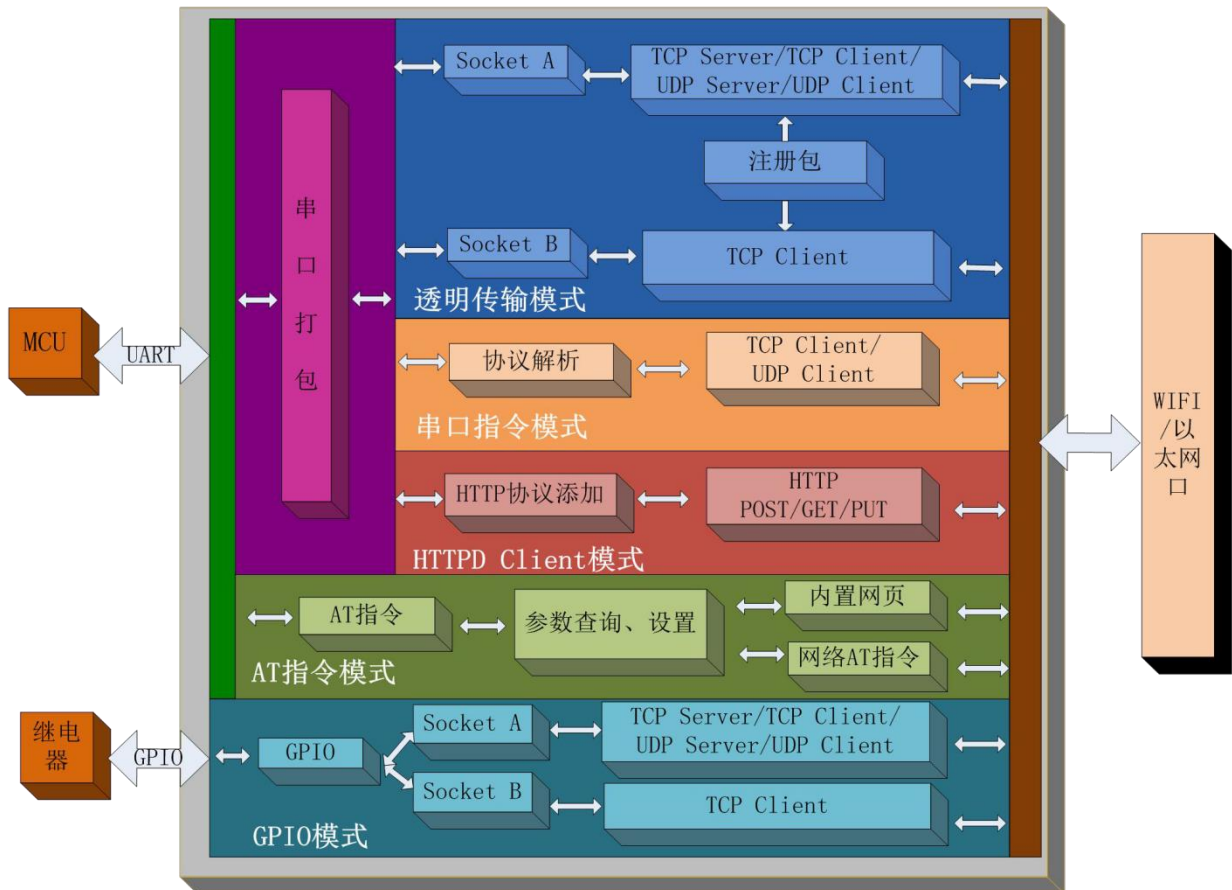 Socket A
TCP Server/TCP Client/
UDP Server/UDP Client
注册包
Socket B
TCP Client
透明传输模式
串
口
打
包
MCU
UART
协议解析
TCP Client/
UDP Client
串口指令模式
HTTP协议添加
HTTP
POST/GET/PUT
HTTPD Client模式
WIFI
/以
太网
口
AT指令
参数查询、设置
内置网页
网络AT指令
AT指令模式
继电
器
GPIO
GPIO
Socket A
TCP Server/TCP Client/
UDP Server/UDP Client
Socket B
TCP Client
GPIO模式